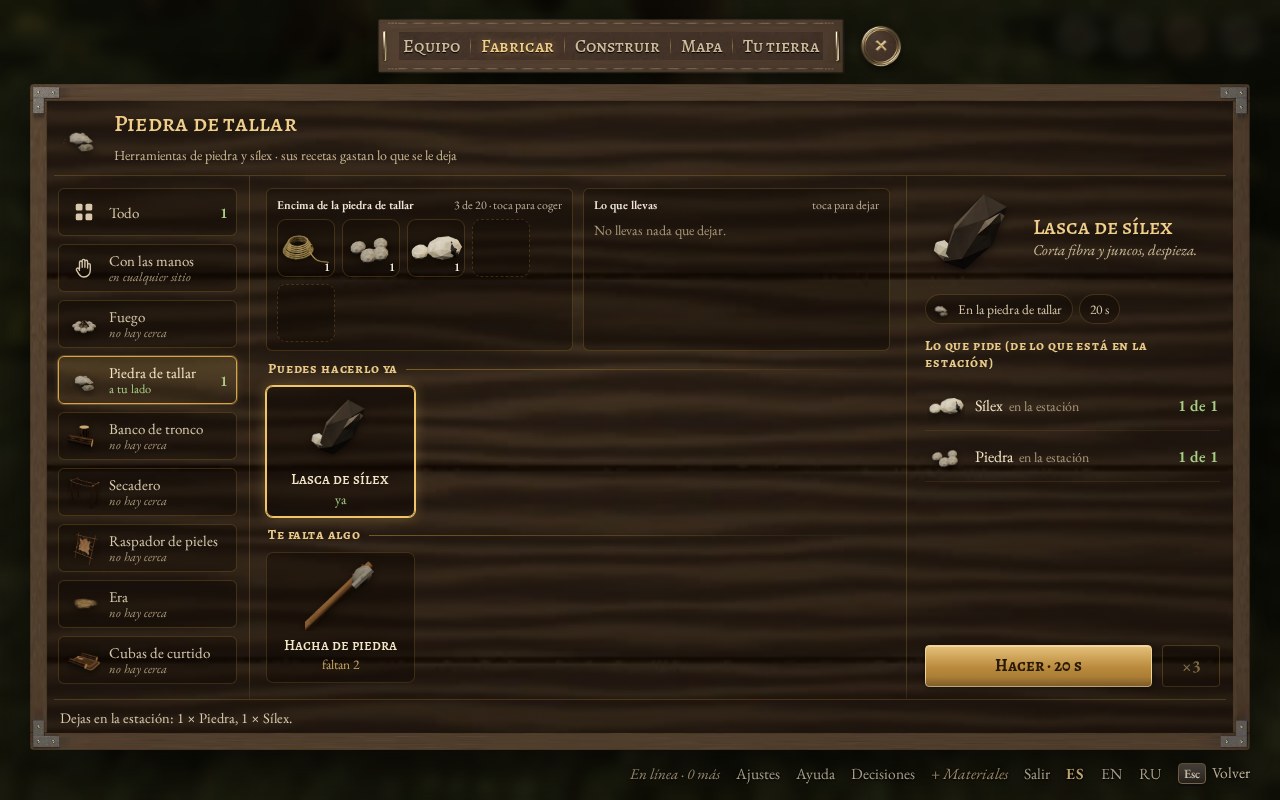 Equipo
Fabricar
Construir
Mapa
Tu tierra
×
Piedra de tallar
Herramientas de piedra y sílex · sus recetas gastan lo que se le deja
Todo
1
Con las manos
en cualquier sitio
Fuego
no hay cerca
Piedra de tallar
a tu lado
1
Banco de tronco
no hay cerca
Secadero
no hay cerca
Raspador de pieles
no hay cerca
Era
no hay cerca
Cubas de curtido
no hay cerca
Encima de la piedra de tallar
3 de 20 · toca para coger
1
1
1
Lo que llevas
toca para dejar
No llevas nada que dejar.
Puedes hacerlo ya
Lasca de sílex
ya
Te falta algo
Hacha de piedra
faltan 2
Lasca de sílex
Corta fibra y juncos, despieza.
En la piedra de tallar
20 s
Lo que pide (de lo que está en la
estación)
Sílex en la estación
1 de 1
Piedra en la estación
1 de 1
Hacer · 20 s
×3
Dejas en la estación: 1 × Piedra, 1 × Sílex.
En línea · 0 más
Ajustes
Ayuda
Decisiones
+ Materiales
Salir
ES
EN
RU
Esc
Volver